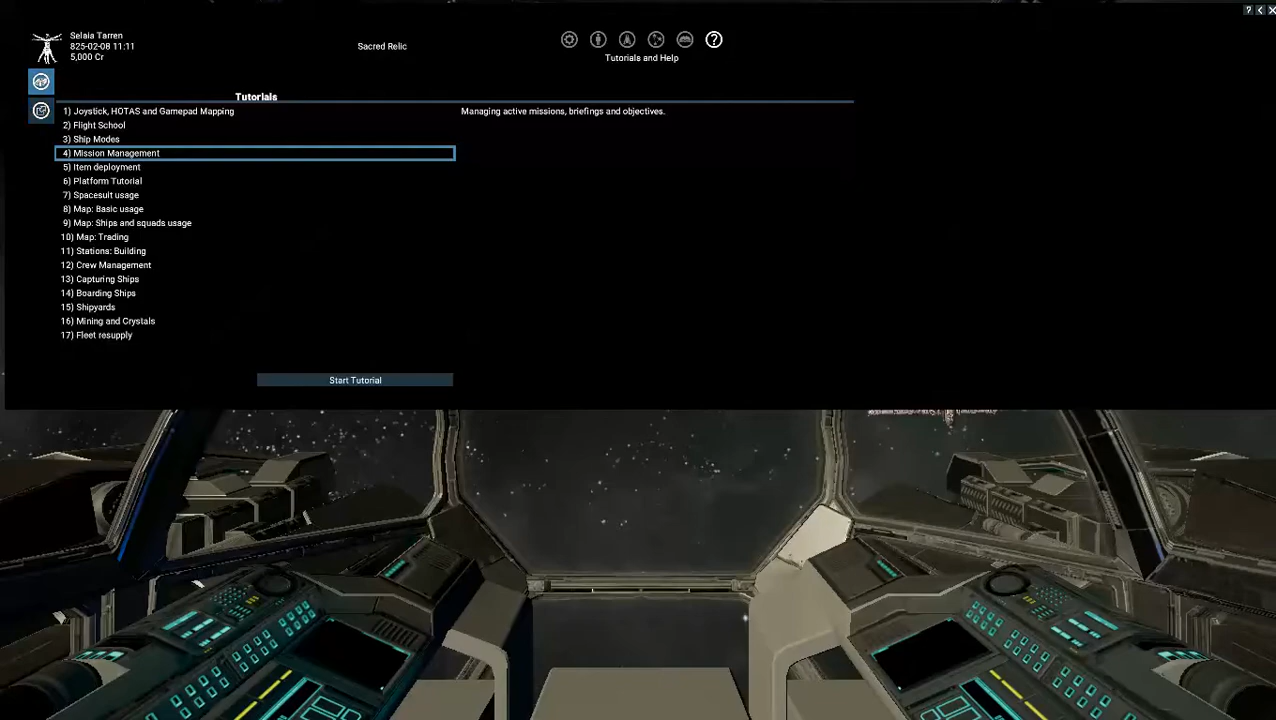 Selaia Tarren
825-02-08 11:11
5,000 Cr
Sacred Relic
Tutorials and Help
Tutorials
1) Joystick, HOTAS and Gamepad Mapping
2) Flight School
3) Ship Modes
4) Mission Management
5) Item deployment
6) Platform Tutorial
7) Spacesuit usage
8) Map: Basic usage
9) Map: Ships and squads usage
10) Map: Trading
11) Stations: Building
12) Crew Management
13) Capturing Ships
14) Boarding Ships
15) Shipyards
16) Mining and Crystals
17) Fleet resupply
Managing active missions, briefings and objectives.
Start Tutorial